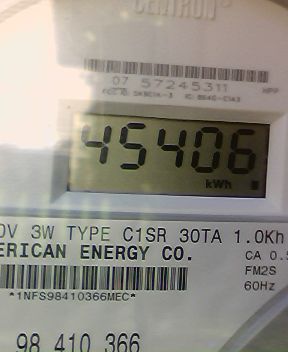 CENTRON®
07 57245311
HPP
45406
kWh
3W TYPE C1SR 30TA 1.0Kh
ERICAN ENERGY CO.
CA 0.5
FM2S
60Hz
*1NFS98410366MEC*
98 410 366